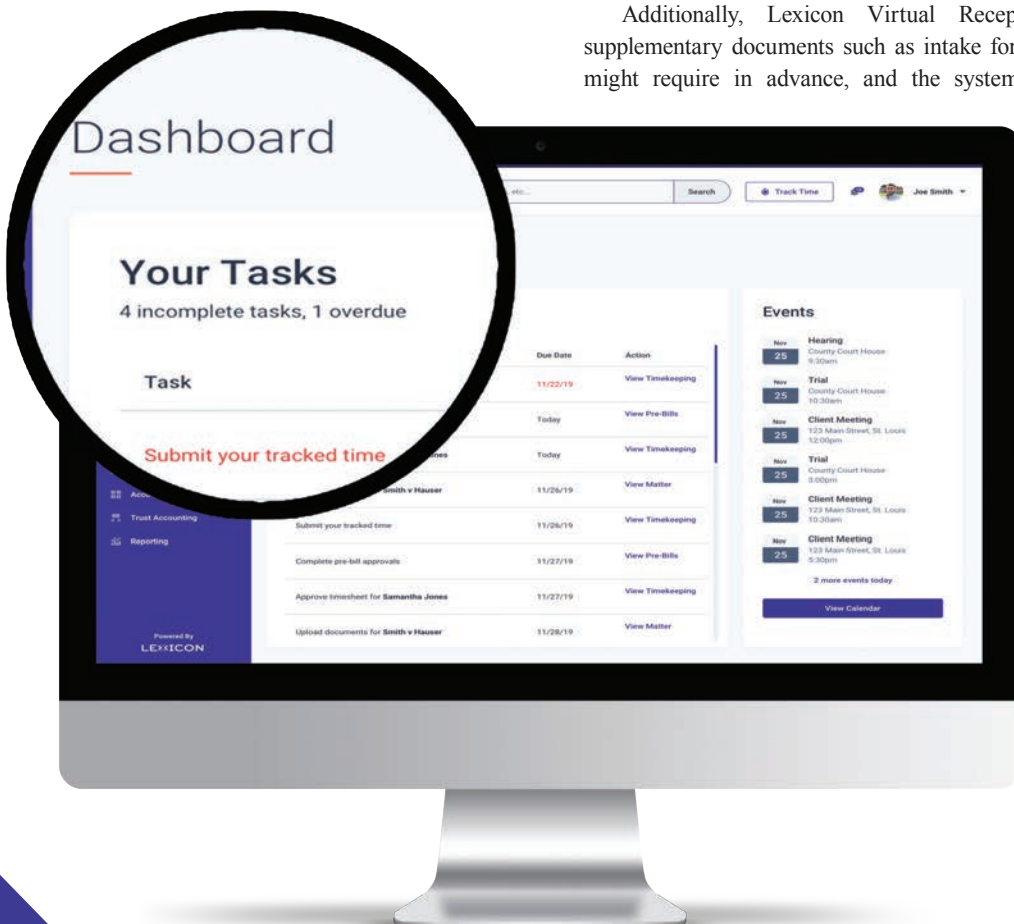 Additionally, Lexicon Virtual Recep
supplementary documents such as intake for
might require in advance, and the system
Dashboard
etc...
Search
Track Time
Joe Smith
Your Tasks
4 incomplete tasks, 1 overdue
Task
Due Date
Action
Submit your tracked time
11/22/19
View Timekeeping
Today
View Pre-Bills
Today
View Timekeeping
Smith v Hauser
11/26/19
View Matter
Submit your tracked time
11/26/19
View Timekeeping
Complete pre-bill approvals
11/27/19
View Pre-Bills
Approve timesheet for Samantha Jones
11/27/19
View Timekeeping
Upload documents for Smith v Hauser
11/28/19
View Matter
Trust Accounting
Reporting
Powered By
LEXICON
Events
Nov
25
Hearing
County Court House
9:30am
Nov
25
Trial
County Court House
10:30am
Nov
25
Client Meeting
123 Main Street, St. Louis
12:00pm
Nov
25
Trial
County Court House
3:00pm
Nov
25
Client Meeting
123 Main Street, St. Louis
10:30am
Nov
25
Client Meeting
123 Main Street, St. Louis
5:30pm
2 more events today
View Calendar